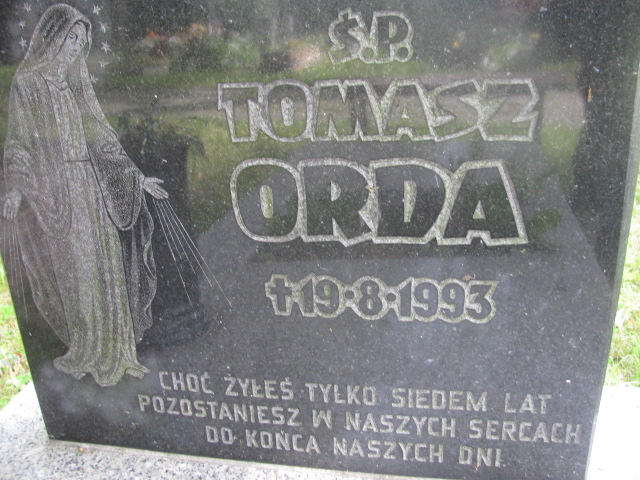 Ś.P.
TOMASZ
ORDA
✝19·8·1993
CHOĆ ŻYŁEŚ TYLKO SIEDEM LAT
POZOSTANIESZ W NASZYCH SERCACH
DO KOŃCA NASZYCH DNI